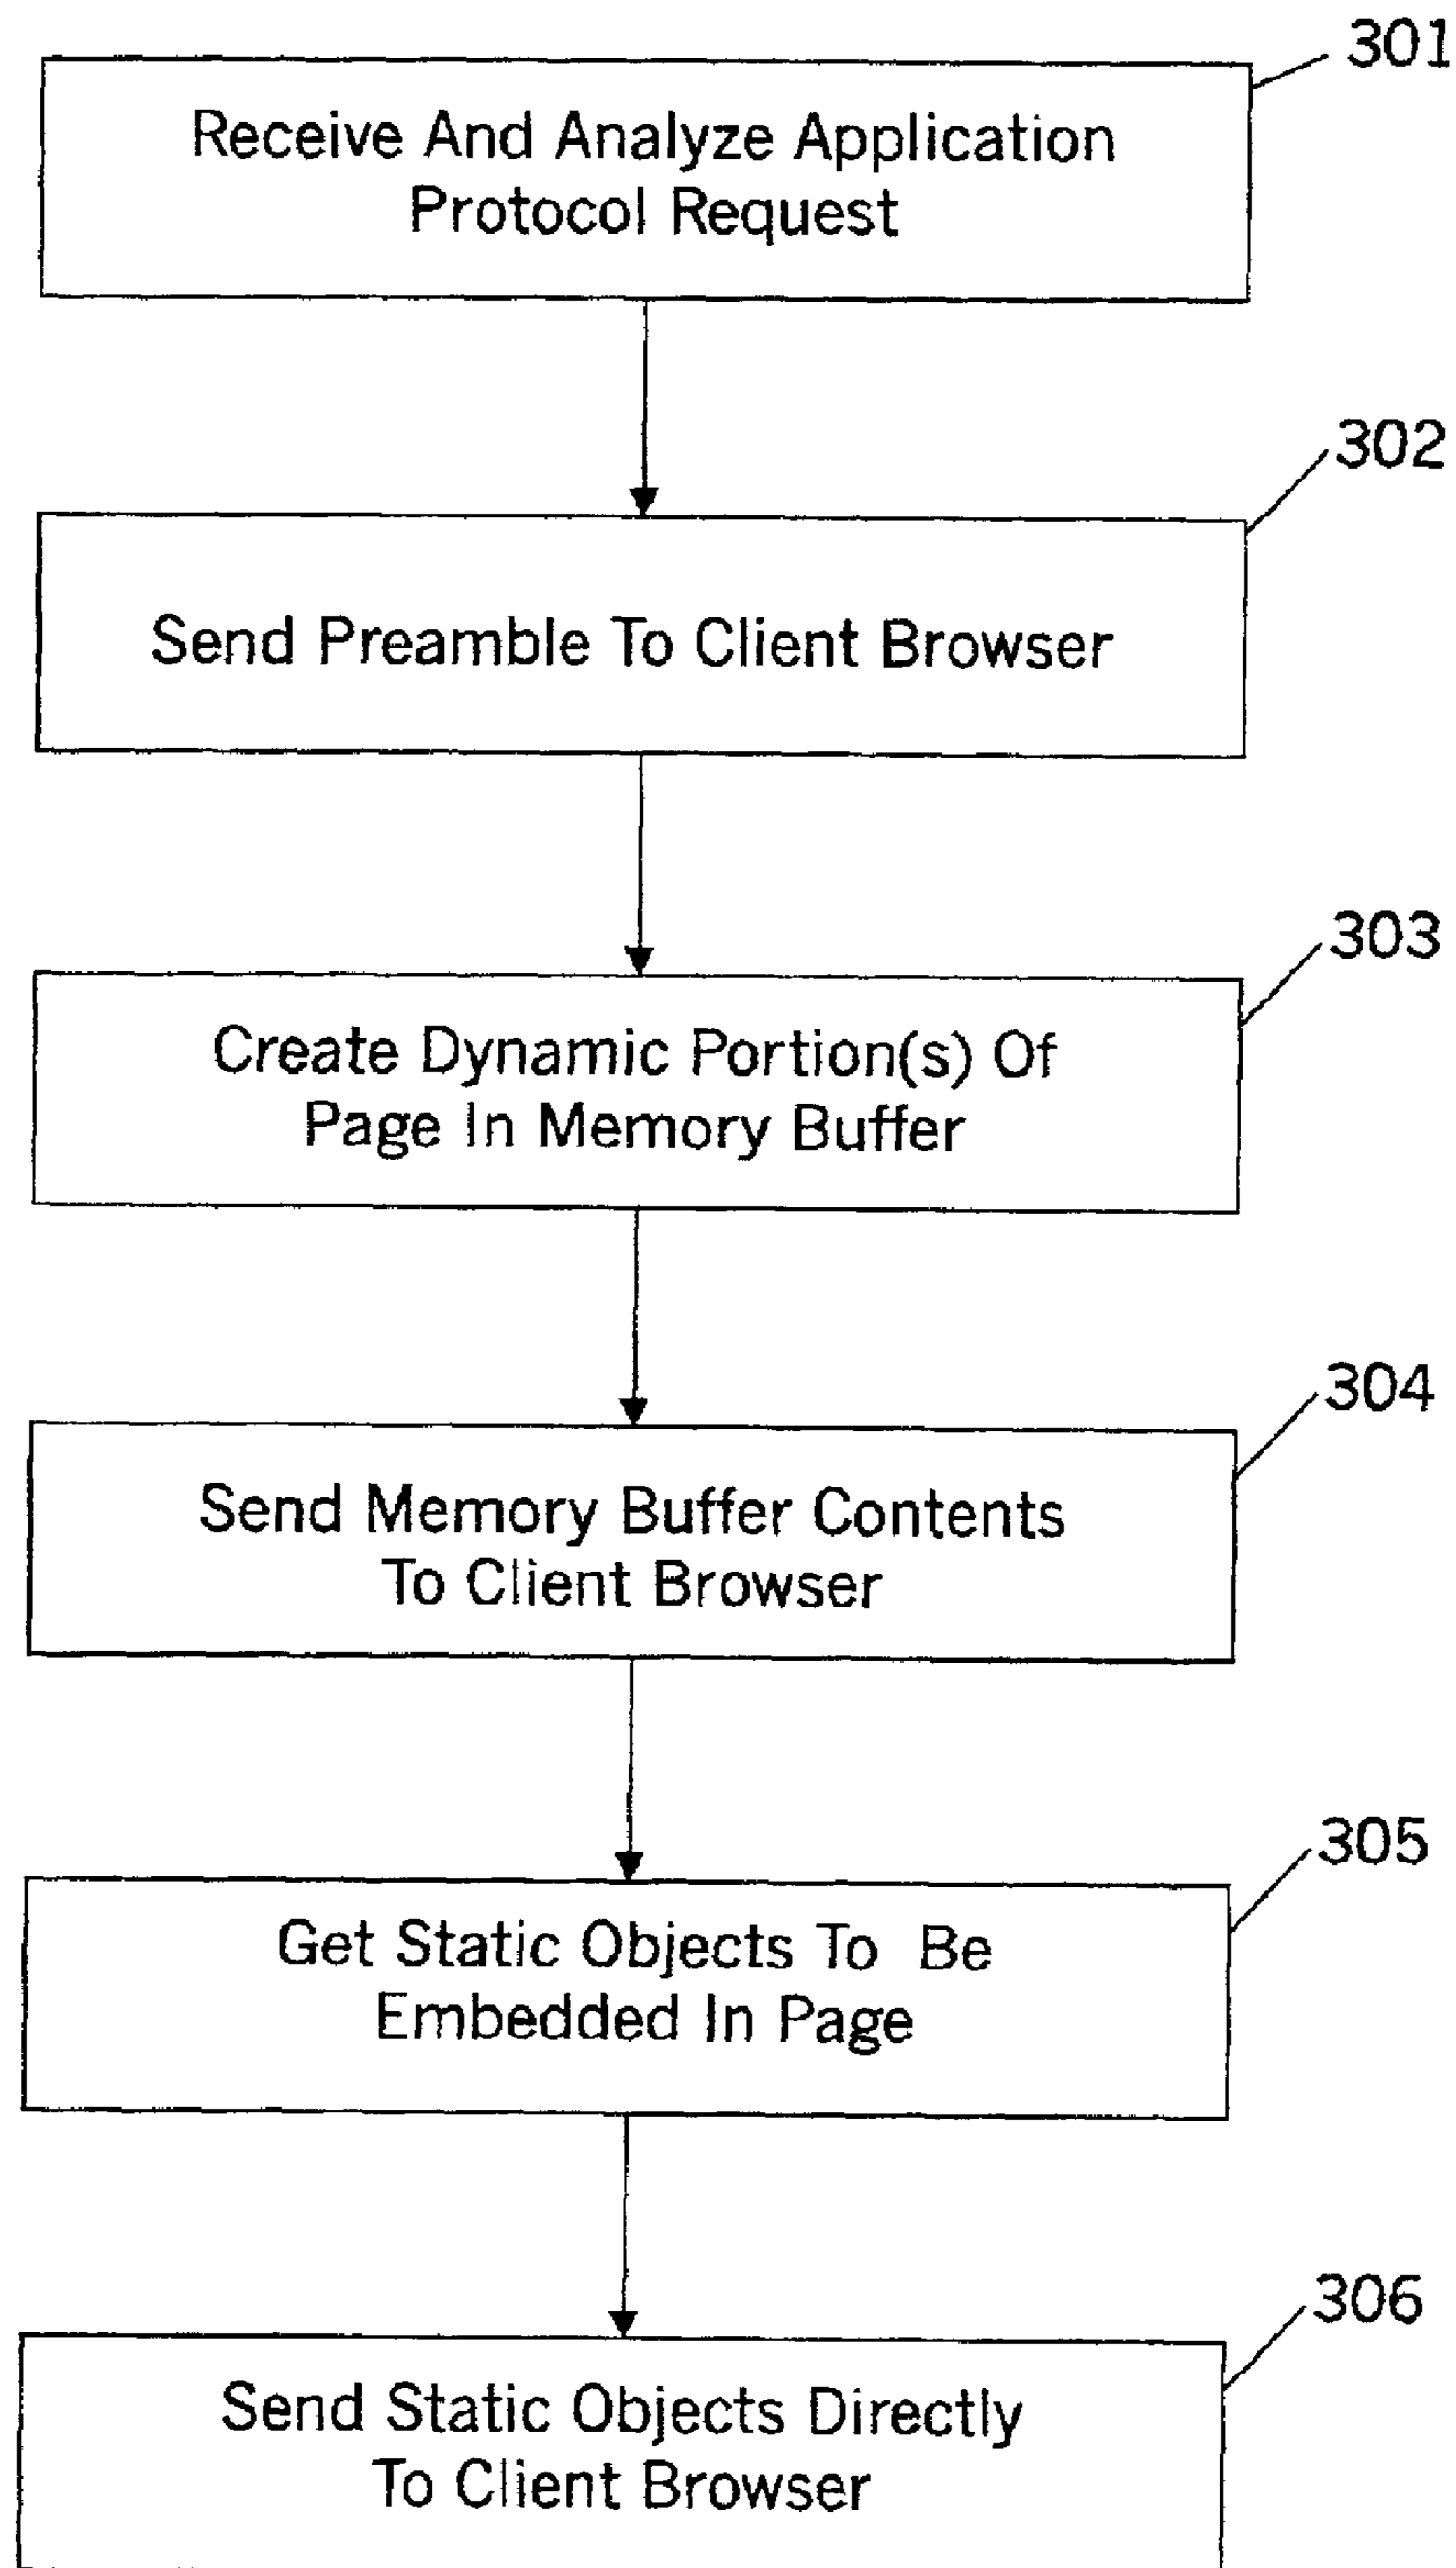 301
Receive And Analyze Application
Protocol Request
302
Send Preamble To Client Browser
303
Create Dynamic Portion(s) Of
Page In Memory Buffer
304
Send Memory Buffer Contents
To Client Browser
305
Get Static Objects To Be
Embedded In Page
306
Send Static Objects Directly
To Client Browser